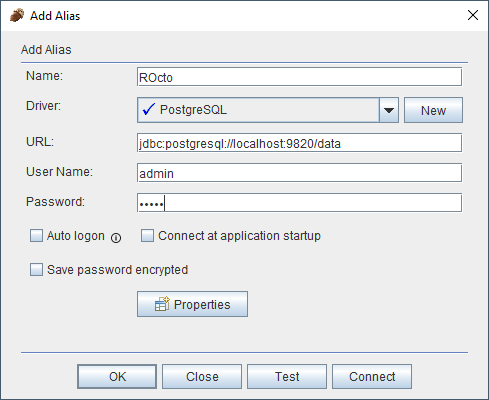 Add Alias
Add Alias
Name: ROcto
Driver: PostgreSQL New
URL: jdbc:postgresql://localhost:9820/data
User Name: admin
Password: •••••
Auto logon Connect at application startup
Save password encrypted
Properties
OK Close Test Connect